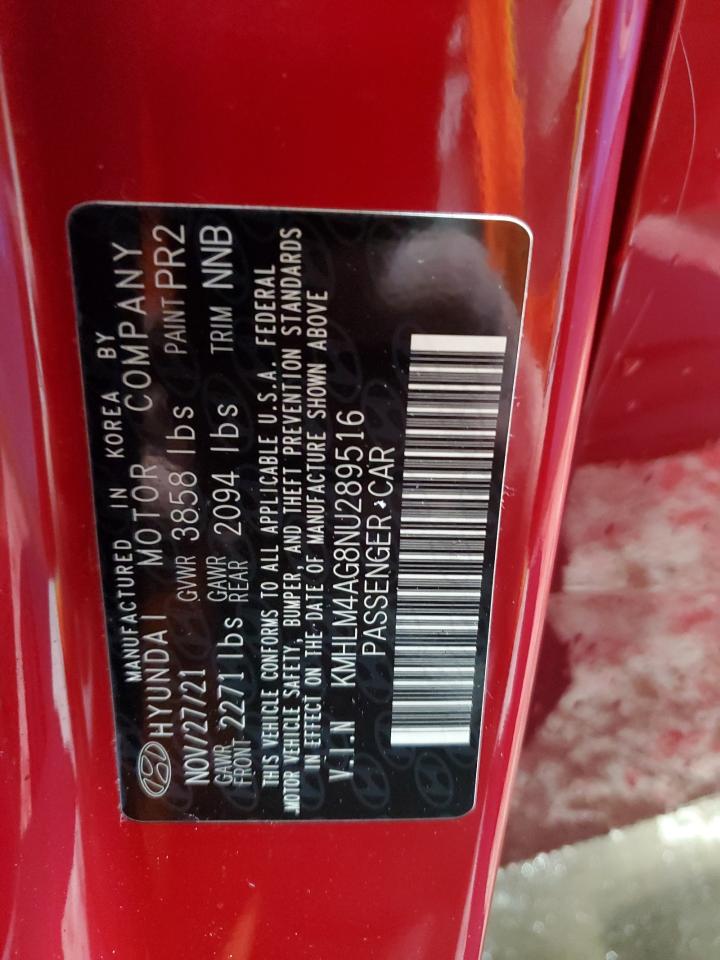 MANUFACTURED IN KOREA BY
HYUNDAI MOTOR COMPANY
NOV/27/21 GVWR 3858 lbs PAINT PR2
GAWR FRONT 2271 lbs GAWR REAR 2094 lbs TRIM NNB
THIS VEHICLE CONFORMS TO ALL APPLICABLE U.S.A. FEDERAL
MOTOR VEHICLE SAFETY, BUMPER, AND THEFT PREVENTION STANDARDS
IN EFFECT ON THE DATE OF MANUFACTURE SHOWN ABOVE
V.I.N KMHLM4AG8NU289516
PASSENGER CAR